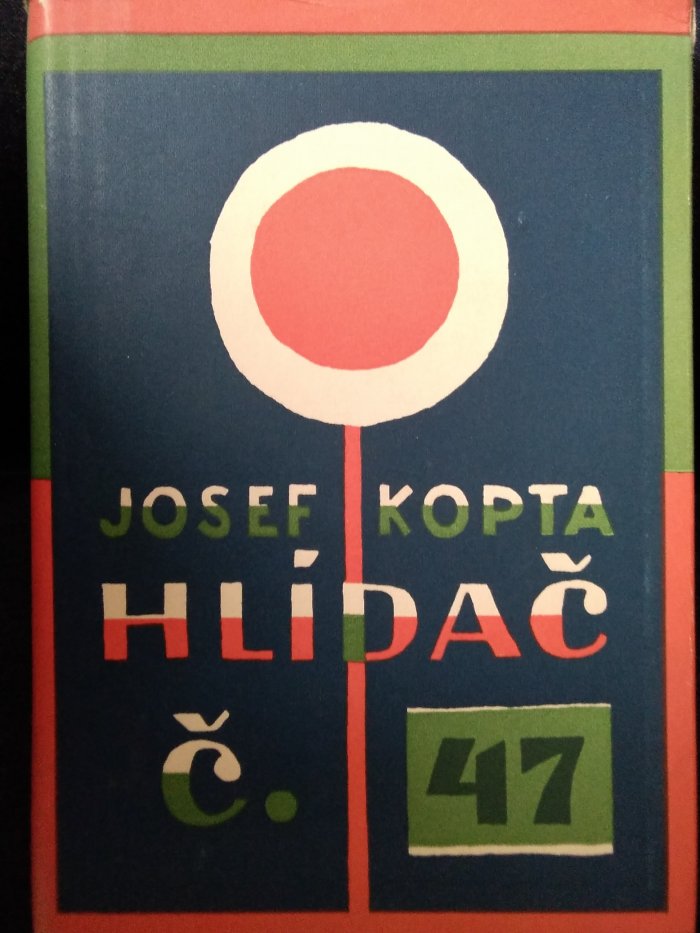 JOSEF KOPTA
HLÍDAČ
č. 47